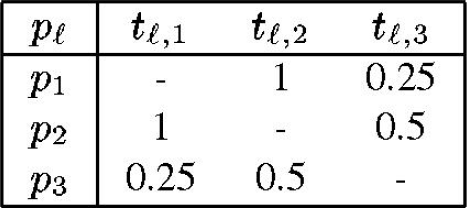 pℓ tℓ,1 tℓ,2 tℓ,3
p1 - 1 0.25
p2 1 - 0.5
p3 0.25 0.5 -